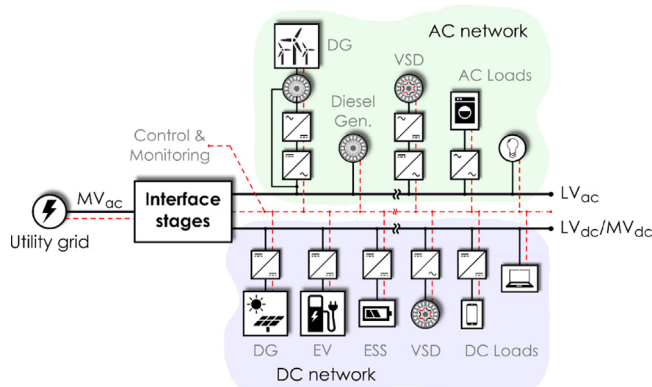 DG
AC network
VSD
AC Loads
Diesel
Gen.
Control &
Monitoring
MVac
Interface
stages
LVac
Utility grid
LVdc/MVdc
DG
EV
ESS
VSD
DC Loads
DC network